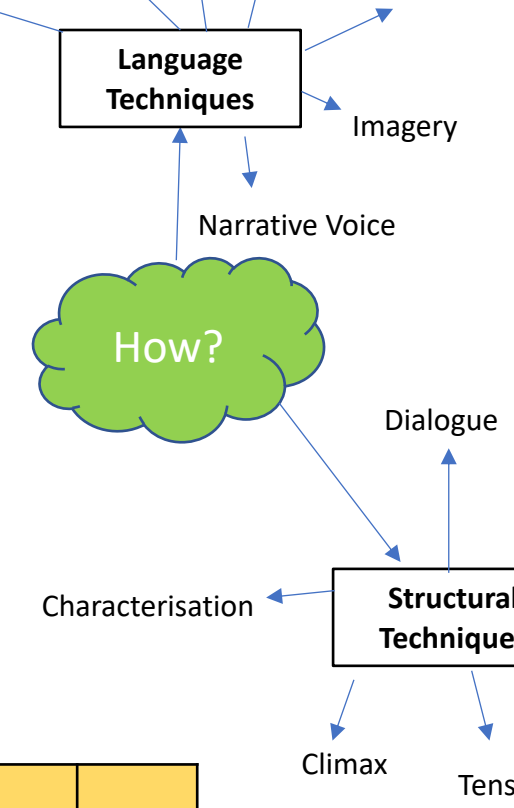 Language
Techniques
Imagery
Narrative Voice
How?
Dialogue
Characterisation
Structural
Technique
Climax
Tens